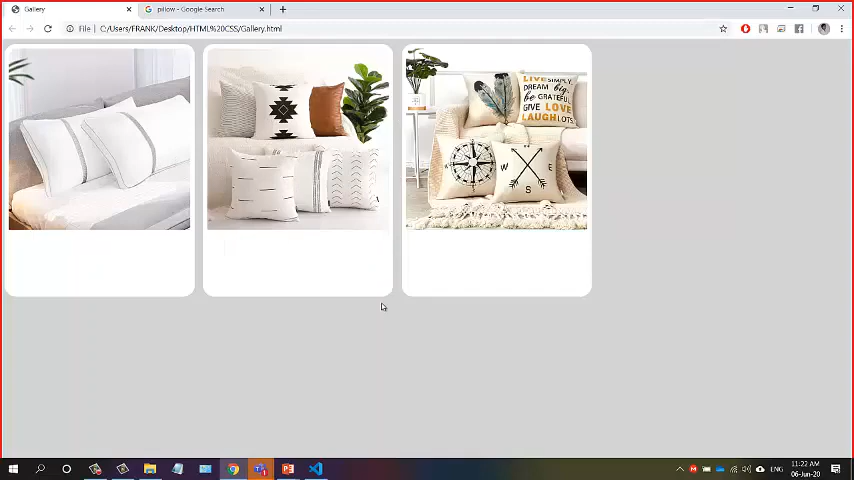 Gallery
pillow - Google Search
File
C:/Users/FRANK/Desktop/HTML%20CSS/Gallery.html
LIVE SIMPLY,
DREAM big,
be GRATEFUL,
GIVE LOVE
LAUGH LOTS
W E
S
ENG
11:22 AM
06-Jun-20